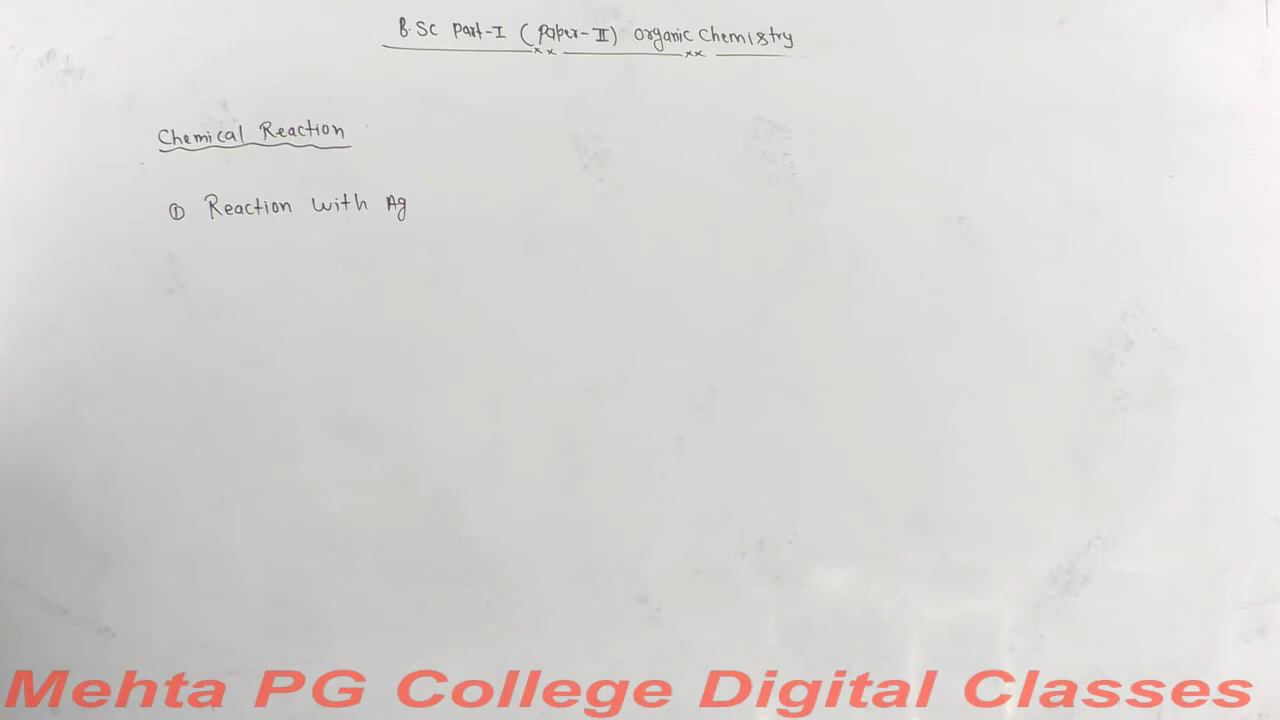 B.Sc Part-I (Paper-II) Organic Chemistry
Chemical Reaction
① Reaction with Ag
Mehta PG College Digital Classes